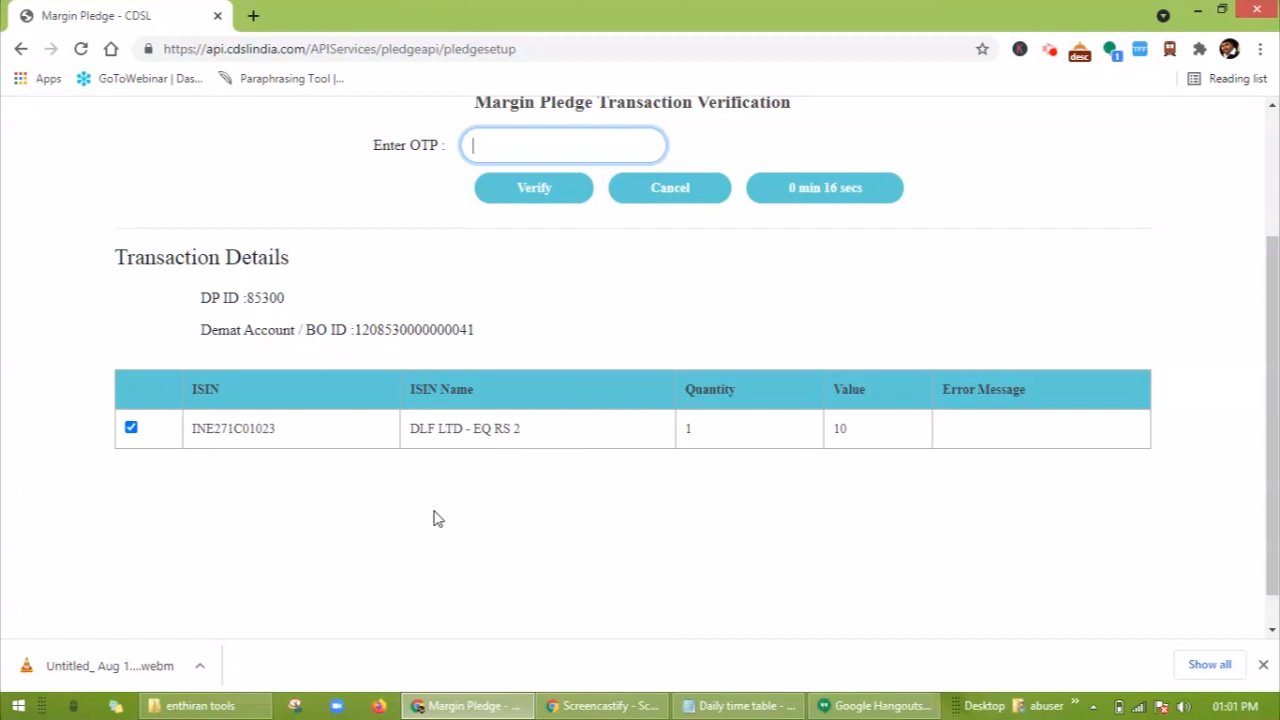 Margin Pledge - CDSL
https://api.cdslindia.com/APIServices/pledgeapi/pledgesetup
desc
1
TFF
Apps GoToWebinar | Das... Paraphrasing Tool |... Reading list
Margin Pledge Transaction Verification
Enter OTP :
Verify Cancel 0 min 16 secs
Transaction Details
DP ID :85300
Demat Account / BO ID :1208530000000041
ISIN ISIN Name Quantity Value Error Message
INE271C01023 DLF LTD - EQ RS 2 1 10
Untitled_ Aug 1....webm Show all
enthiran tools Margin Pledge - ... Screencastify - Sc... Daily time table - ... Google Hangouts... Desktop abuser 01:01 PM